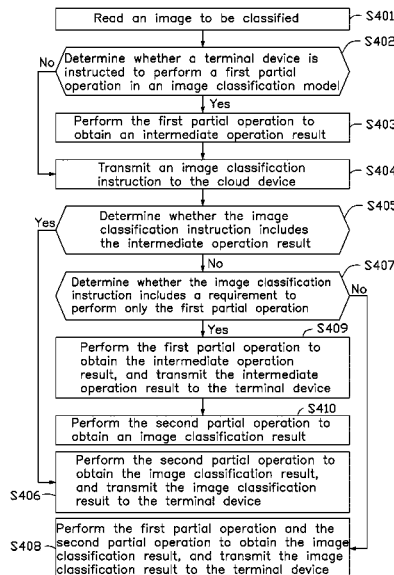 Read an image to be classified
S401
S402
Determine whether a terminal device is
instructed to perform a first partial
operation in an image classification
model
No
Yes
Perform the first partial operation to
obtain an intermediate operation result
S403
Transmit an image classification
instruction to the cloud device
S404
S405
Yes
Determine whether the image
classification instruction includes
the intermediate operation result
No
S407
Determine whether the image classification
instruction includes a requirement to
perform only the first partial operation
No
Yes
S409
Perform the first partial operation to
obtain the intermediate operation
result, and transmit the intermediate
operation result to the terminal device
S410
Perform the second partial operation to
obtain an image classification result
Perform the second partial operation to
obtain the image classification result,
and transmit the image classification
result to the terminal device
S406
Perform the first partial operation and the
second partial operation to obtain the image
classification result, and transmit the image
classification result to the terminal device
S408